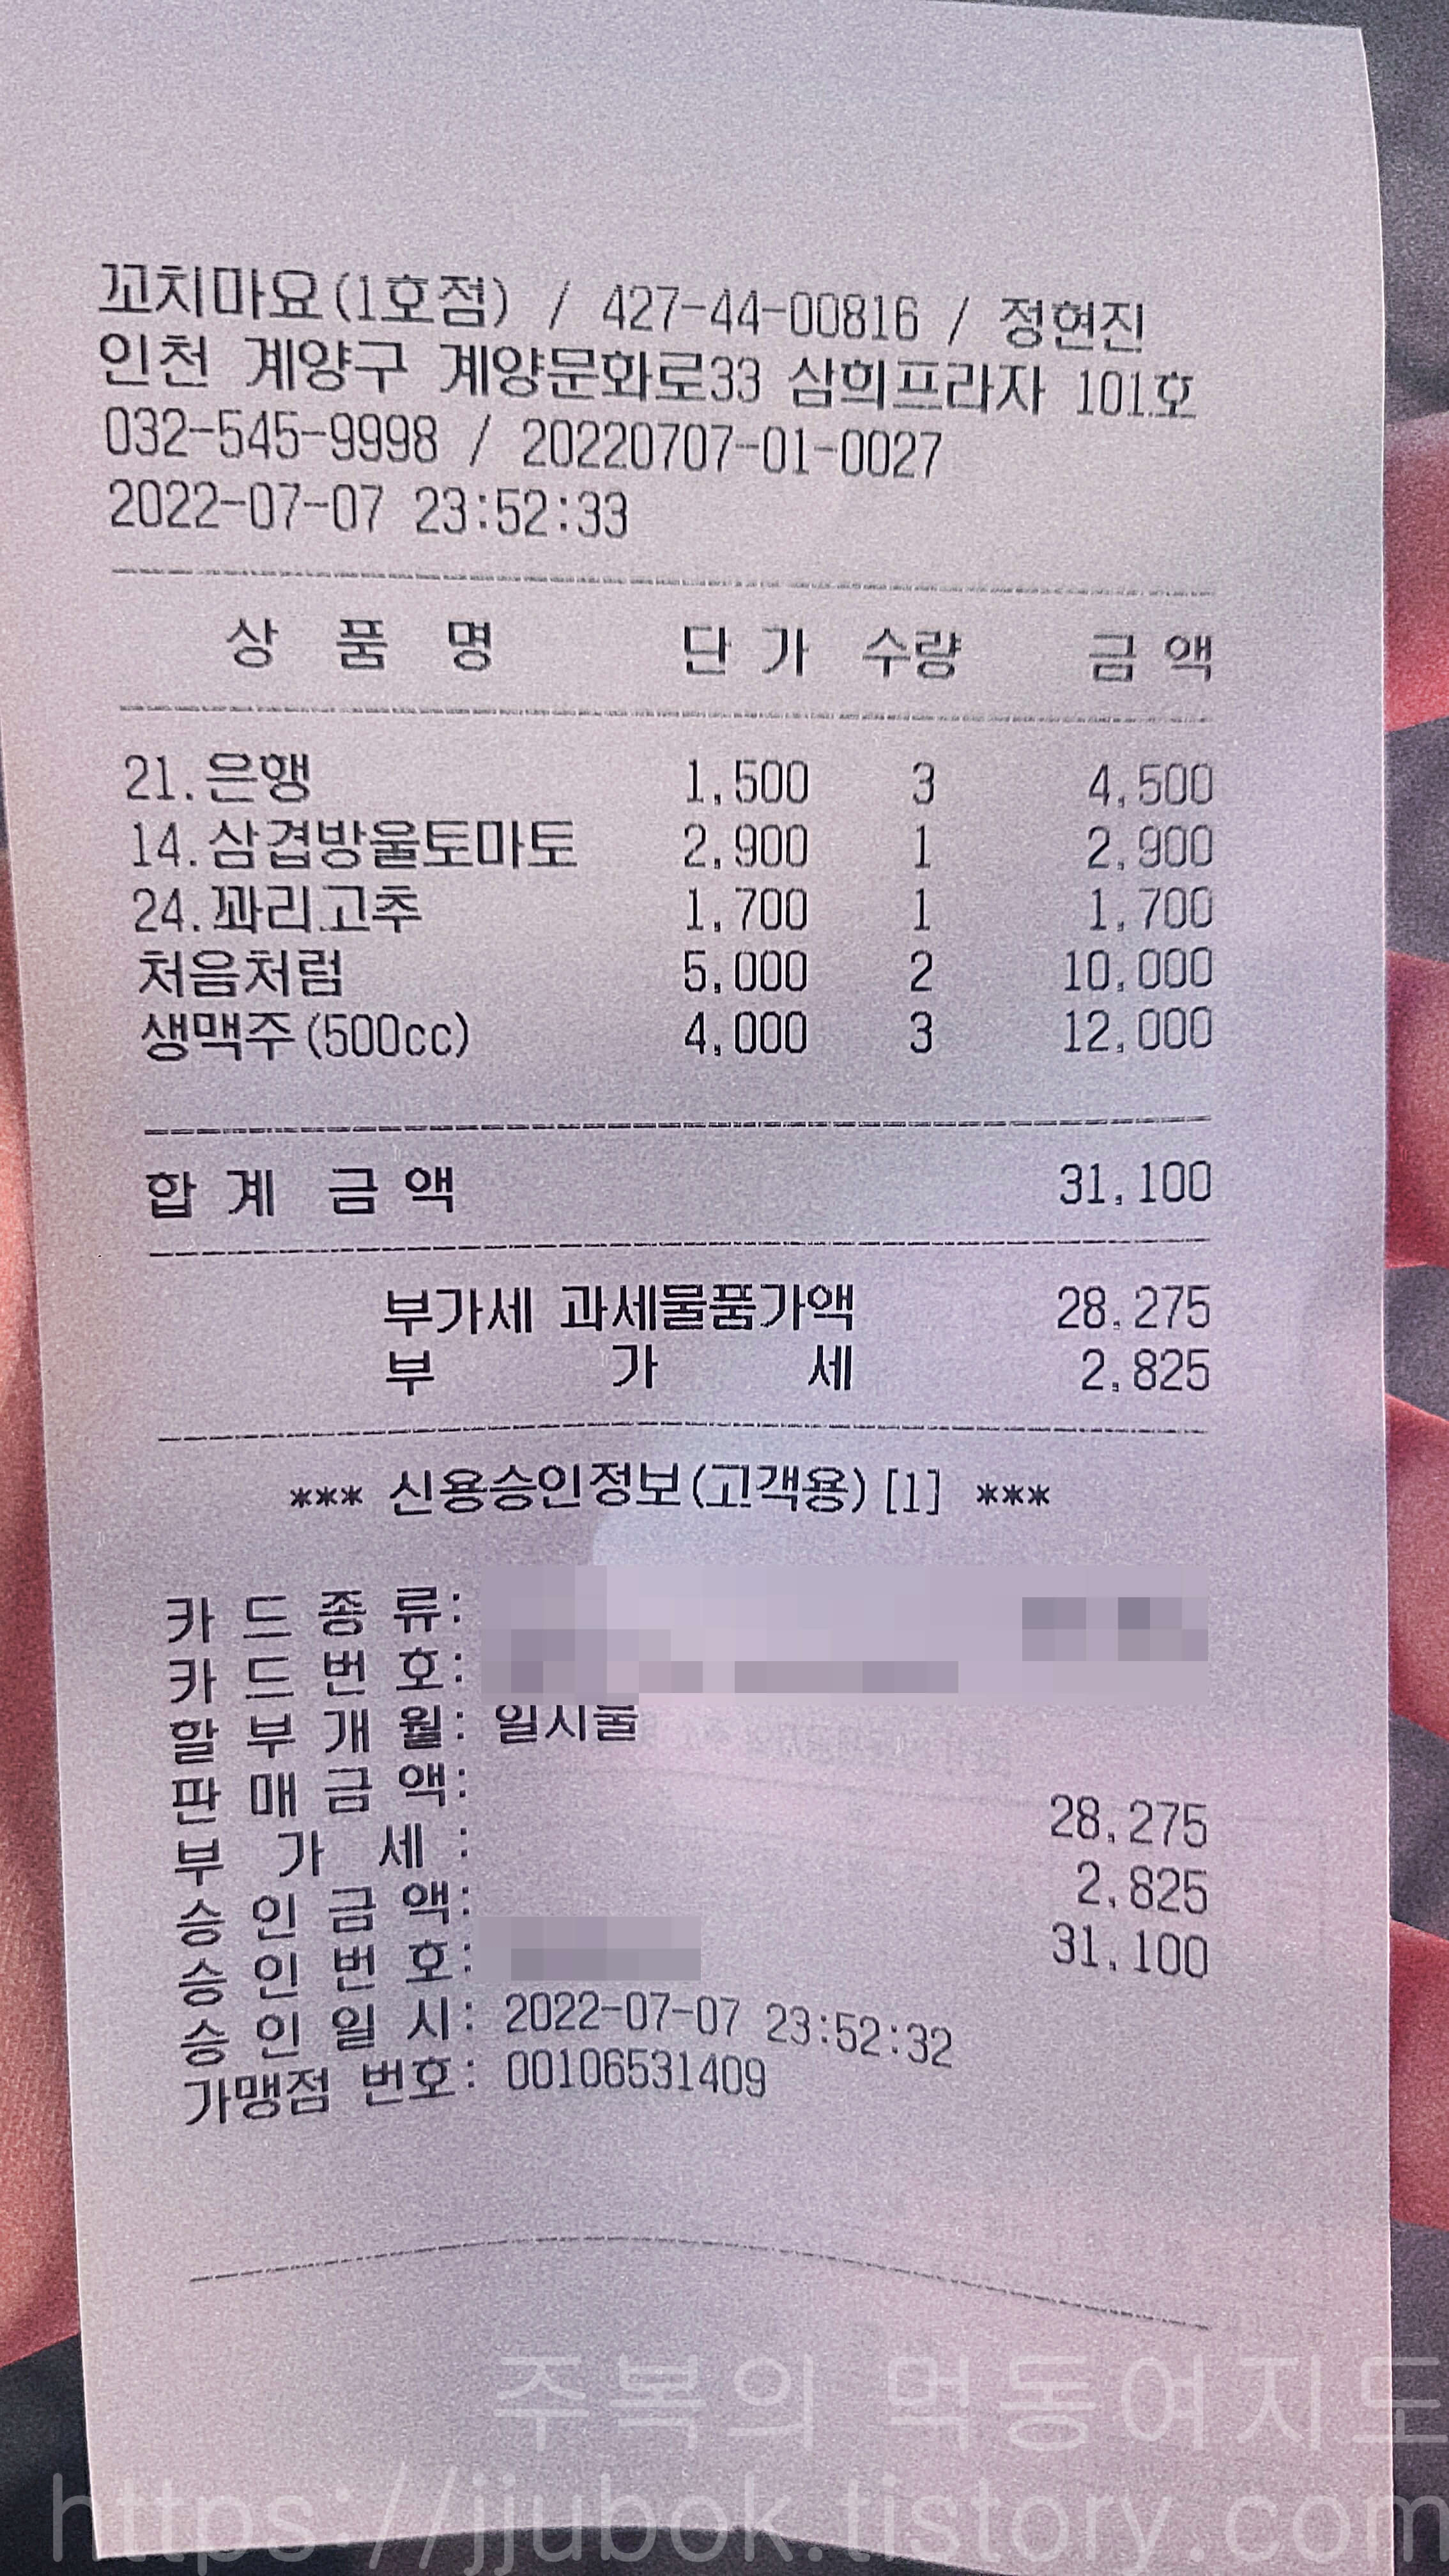 꼬치마요(1호점) / 427-44-00816 / 정현진
인천 계양구 계양문화로33 삼희프라자 101호
032-545-9998 / 20220707-01-0027
2022-07-07 23:52:33
상 품 명 단 가 수량 금 액
21.은행 1,500 3 4,500
14.삼겹방울토마토 2,900 1 2,900
24.꽈리고추 1,700 1 1,700
처음처럼 5,000 2 10,000
생맥주(500cc) 4,000 3 12,000
합 계 금 액 31,100
부가세 과세물품가액 28,275
부 가 세 2,825
*** 신용승인정보(고객용)[1] ***
카 드 종 류:
카 드 번 호:
할 부 개 월: 일시불
판 매 금 액: 28,275
부 가 세 : 2,825
승 인 금 액: 31,100
승 인 번 호:
승 인 일 시: 2022-07-07 23:52:32
가맹점 번호: 00106531409
주복의 먹동여지도
https://jjubok.tistory.com